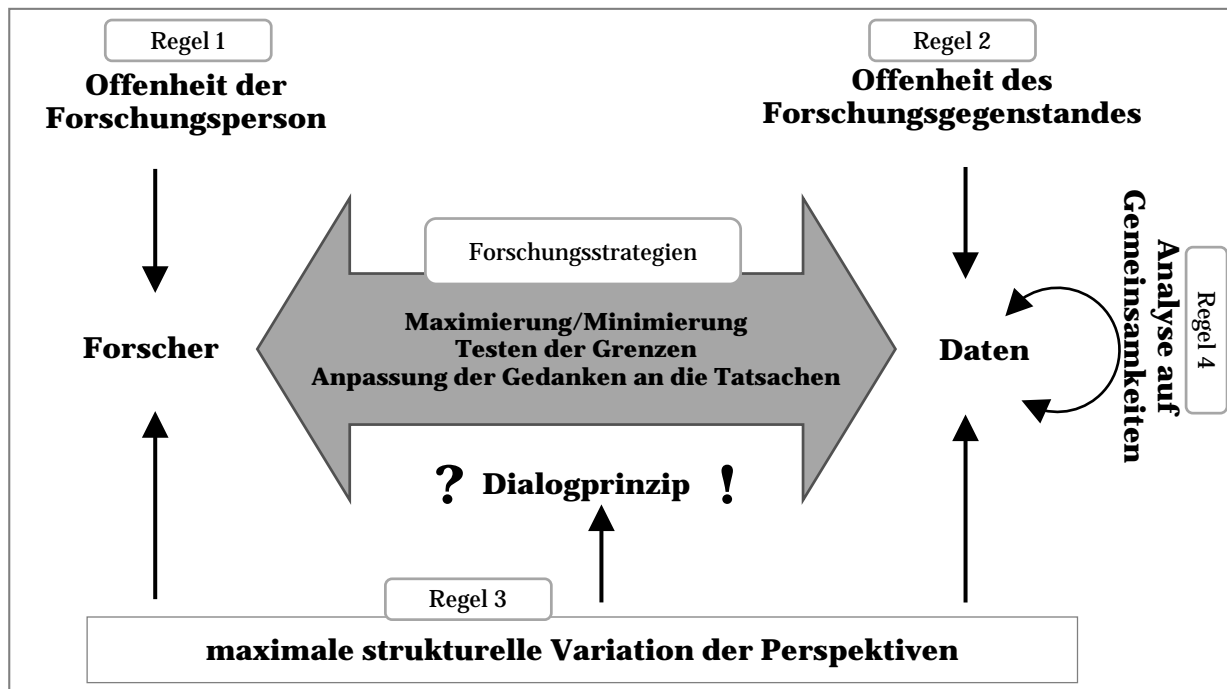 Regel 1
Offenheit der
Forschungsperson
Regel 2
Offenheit des
Forschungsgegenstandes
Forschungsstrategien
Maximierung/Minimierung
Testen der Grenzen
Anpassung der Gedanken an die Tatsachen
Forscher
Daten
Analyse auf
Gemeinsamkeiten
Regel 4
? Dialogprinzip !
Regel 3
maximale strukturelle Variation der Perspektiven